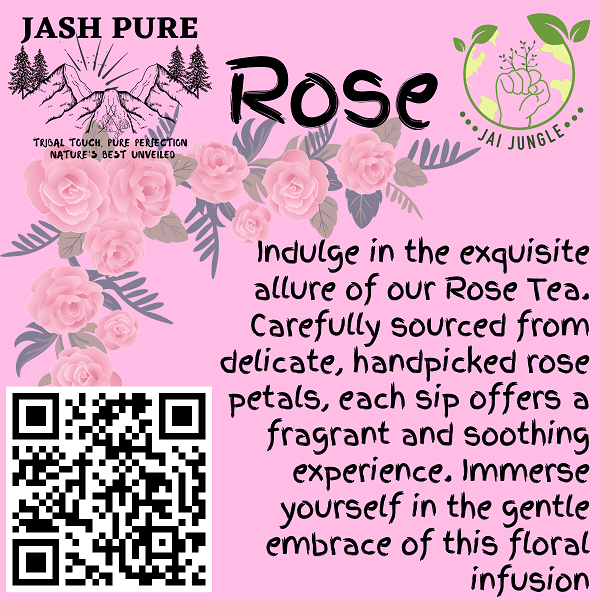 JASH PURE
TRIBAL TOUCH, PURE PERFECTION
NATURE'S BEST UNVEILED
Rose
JAI JUNGLE
Indulge in the exquisite
allure of our Rose Tea.
Carefully sourced from
delicate, handpicked rose
petals, each sip offers a
fragrant and soothing
experience. Immerse
yourself in the gentle
embrace of this floral
infusion